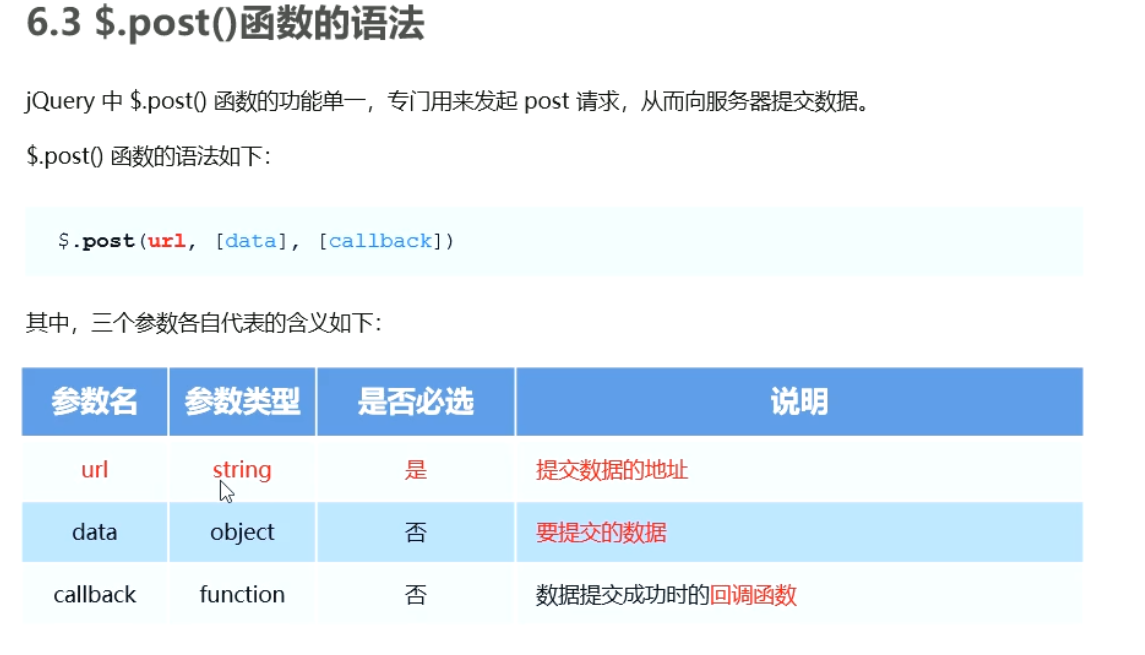 6.3 $.post()函数的语法
jQuery 中 $.post() 函数的功能单一，专门用来发起 post 请求，从而向服务器提交数据。
$.post() 函数的语法如下：
$.post(url, [data], [callback])
其中，三个参数各自代表的含义如下：
参数名 参数类型 是否必选 说明
url string 是 提交数据的地址
data object 否 要提交的数据
callback function 否 数据提交成功时的回调函数